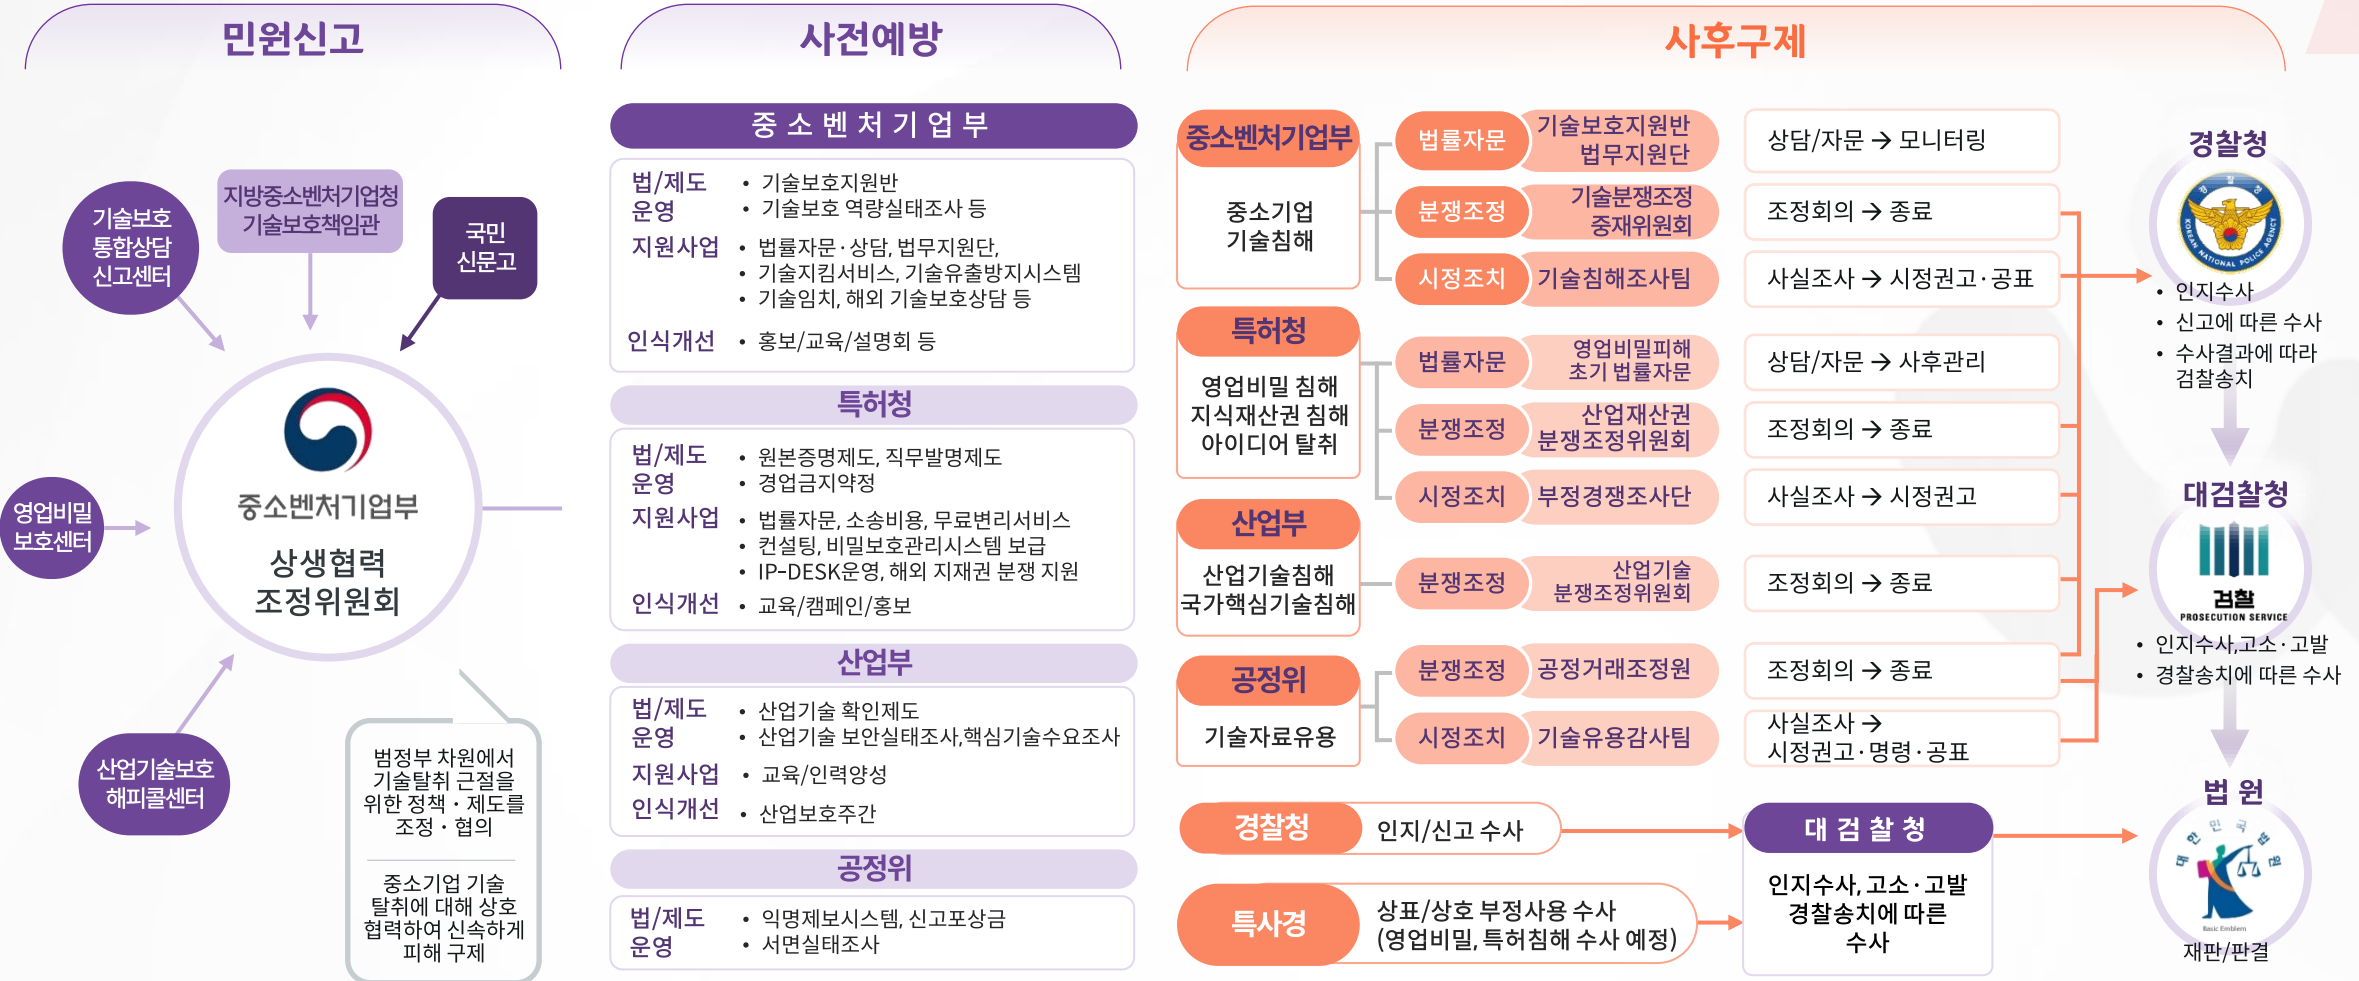 민원신고
기술보호
통합상담
신고센터
지방중소벤처기업청
기술보호책임관
국민
신문고
영업비밀
보호센터
중소벤처기업부
상생협력
조정위원회
산업기술보호
해피콜센터
범정부 차원에서
기술탈취 근절을
위한 정책 · 제도를
조정 · 협의
중소기업 기술
탈취에 대해 상호
협력하여 신속하게
피해 구제
사전예방
중소벤처기업부
법/제도
운영
• 기술보호지원반
• 기술보호 역량실태조사 등
지원사업
• 법률자문·상담, 법무지원단,
• 기술지킴서비스, 기술유출방지시스템
• 기술임치, 해외 기술보호상담 등
인식개선
• 홍보/교육/설명회 등
특허청
법/제도
운영
• 원본증명제도, 직무발명제도
• 경업금지약정
지원사업
• 법률자문, 소송비용, 무료변리서비스
• 컨설팅, 비밀보호관리시스템 보급
• IP-DESK운영, 해외 지재권 분쟁 지원
인식개선
• 교육/캠페인/홍보
산업부
법/제도
운영
• 산업기술 확인제도
• 산업기술 보안실태조사,핵심기술수요조사
지원사업
• 교육/인력양성
인식개선
• 산업보호주간
공정위
법/제도
운영
• 익명제보시스템, 신고포상금
• 서면실태조사
사후구제
중소벤처기업부
중소기업
기술침해
법률자문
기술보호지원반
법무지원단
상담/자문 → 모니터링
분쟁조정
기술분쟁조정
중재위원회
조정회의 → 종료
시정조치
기술침해조사팀
사실조사 → 시정권고·공표
특허청
영업비밀 침해
지식재산권 침해
아이디어 탈취
법률자문
영업비밀피해
초기 법률자문
상담/자문 → 사후관리
분쟁조정
산업재산권
분쟁조정위원회
조정회의 → 종료
시정조치
부정경쟁조사단
사실조사 → 시정권고
산업부
산업기술침해
국가핵심기술침해
분쟁조정
산업기술
분쟁조정위원회
조정회의 → 종료
공정위
기술자료유용
분쟁조정
공정거래조정원
조정회의 → 종료
시정조치
기술유용감사팀
사실조사 →
시정권고·명령·공표
경찰청
인지/신고 수사
특사경
상표/상호 부정사용 수사
(영업비밀, 특허침해 수사 예정)
대검찰청
인지수사, 고소·고발
경찰송치에 따른
수사
경찰청
경찰청
KOREAN NATIONAL POLICE AGENCY
• 인지수사
• 신고에 따른 수사
• 수사결과에 따라
검찰송치
대검찰청
검찰
PROSECUTION SERVICE
• 인지수사,고소·고발
• 경찰송치에 따른 수사
법 원
대한민국법원
Basic Emblem
재판/판결